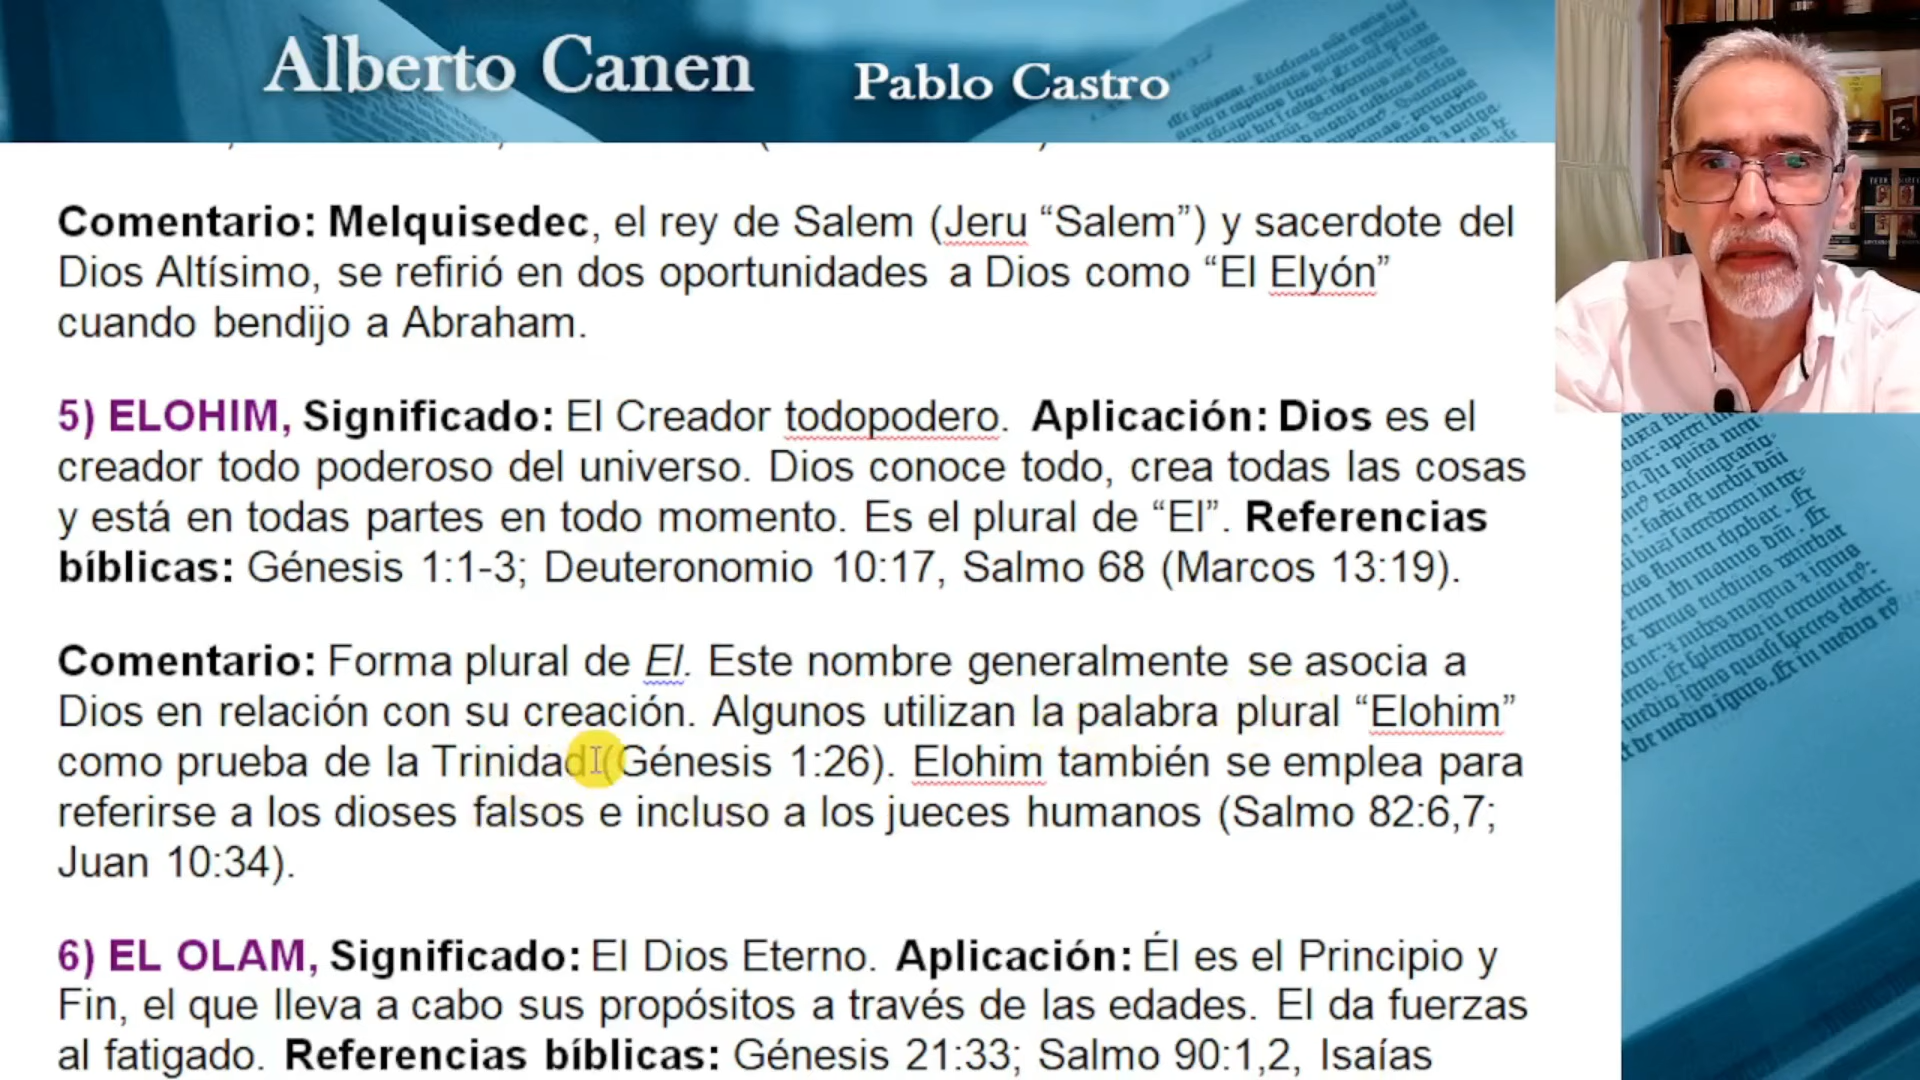 Alberto Canen
Pablo Castro
Comentario: Melquisedec, el rey de Salem (Jeru “Salem”) y sacerdote del
Dios Altísimo, se refirió en dos oportunidades a Dios como “El Elyón”
cuando bendijo a Abraham.
5) ELOHIM, Significado: El Creador todopodero. Aplicación: Dios es el
creador todo poderoso del universo. Dios conoce todo, crea todas las cosas
y está en todas partes en todo momento. Es el plural de “El”. Referencias
bíblicas: Génesis 1:1-3; Deuteronomio 10:17, Salmo 68 (Marcos 13:19).
Comentario: Forma plural de El. Este nombre generalmente se asocia a
Dios en relación con su creación. Algunos utilizan la palabra plural “Elohim”
como prueba de la Trinidad (Génesis 1:26). Elohim también se emplea para
referirse a los dioses falsos e incluso a los jueces humanos (Salmo 82:6,7;
Juan 10:34).
6) EL OLAM, Significado: El Dios Eterno. Aplicación: Él es el Principio y
Fin, el que lleva a cabo sus propósitos a través de las edades. El da fuerzas
al fatigado. Referencias bíblicas: Génesis 21:33; Salmo 90:1,2, Isaías